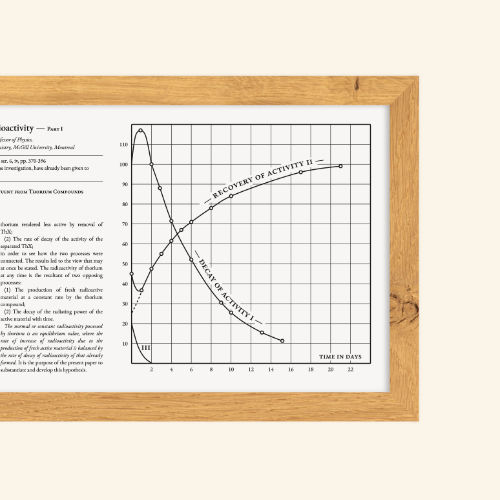 ioactivity — PART I
fessor of Physics,
istry, McGill University, Montreal
ser. 6, iv, pp. 370-396
investigation, have already been given to
FLUENT FROM THORIUM COMPOUNDS
thorium rendered less active by removal of
ThX;
(2) The rate of decay of the activity of the
separated ThX;
in order to see how the two processes were
connected. The results led to the view that may
at once be stated. The radioactivity of thorium
at any time is the resultant of two opposing
processes:
(1) The production of fresh radioactive
material at a constant rate by the thorium
compound;
(2) The decay of the radiating power of the
active material with time.
The normal or constant radioactivity possessed
by thorium is an equilibrium value, where the
rate of increase of radioactivity due to the
production of fresh active material is balanced by
the rate of decay of radioactivity of that already
formed. It is the purpose of the present paper to
substantiate and develop this hypothesis.
110
100
90
80
70
60
50
40
30
20
10
RECOVERY OF ACTIVITY II
DECAY OF ACTIVITY I
III
TIME IN DAYS
2 4 6 8 10 12 14 16 18 20 22